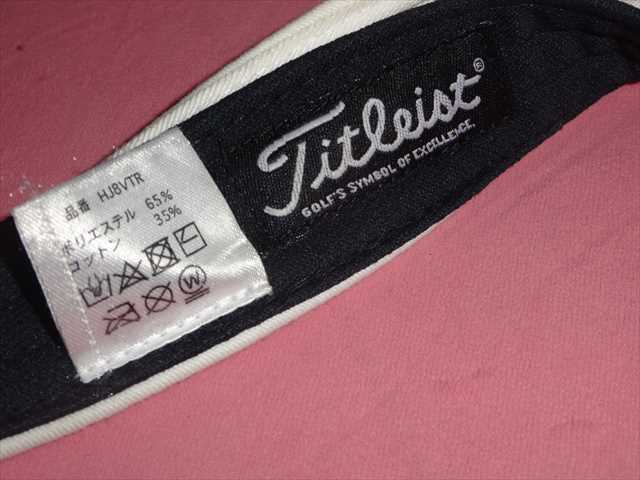 品番 HJ8VTR
ポリエステル 65%
コットン 35%
W
Titleist®
GOLF'S SYMBOL OF EXCELLENCE.